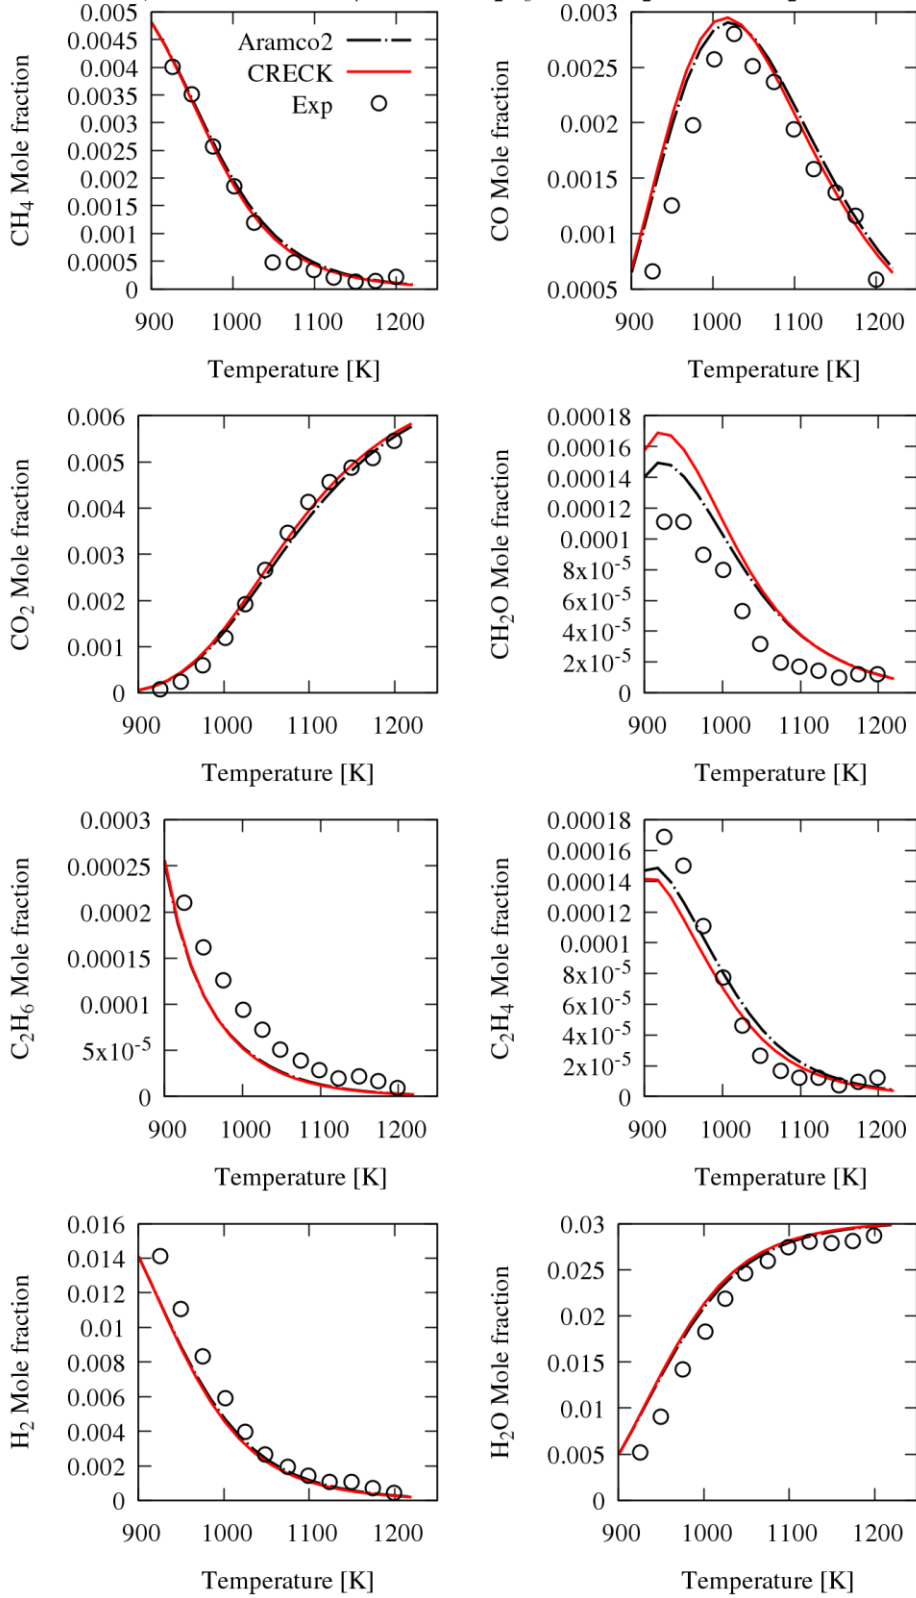 0.005
0.0045
0.004
0.0035
0.003
0.0025
0.002
0.0015
0.001
0.0005
0
CH4 Mole fraction
Aramco2
CRECK
Exp
900 1000 1100 1200
Temperature [K]
0.003
0.0025
0.002
0.0015
0.001
0.0005
CO Mole fraction
900 1000 1100 1200
Temperature [K]
0.006
0.005
0.004
0.003
0.002
0.001
0
CO2 Mole fraction
900 1000 1100 1200
Temperature [K]
0.00018
0.00016
0.00014
0.00012
0.0001
8x10-5
6x10-5
4x10-5
2x10-5
0
CH2O Mole fraction
900 1000 1100 1200
Temperature [K]
0.0003
0.00025
0.0002
0.00015
0.0001
5x10-5
0
C2H6 Mole fraction
900 1000 1100 1200
Temperature [K]
0.00018
0.00016
0.00014
0.00012
0.0001
8x10-5
6x10-5
4x10-5
2x10-5
0
C2H4 Mole fraction
900 1000 1100 1200
Temperature [K]
0.016
0.014
0.012
0.01
0.008
0.006
0.004
0.002
0
H2 Mole fraction
900 1000 1100 1200
Temperature [K]
0.03
0.025
0.02
0.015
0.01
0.005
0
H2O Mole fraction
900 1000 1100 1200
Temperature [K]